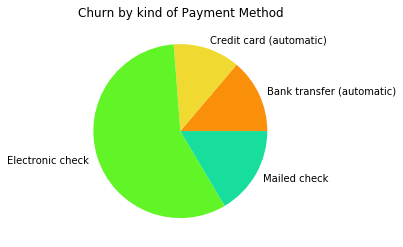 Churn by kind of Payment Method
Credit card (automatic)
Bank transfer (automatic)
Electronic check
Mailed check